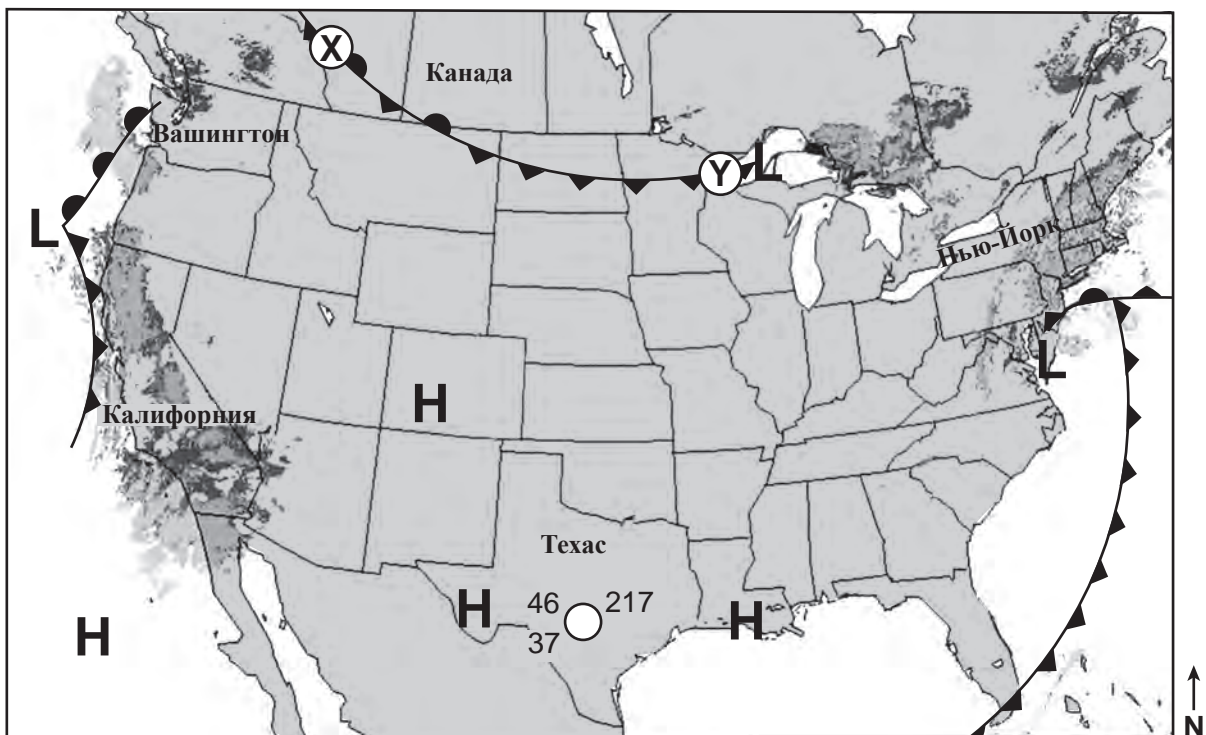 X
Канада
Вашингтон
L
Y
L
Нью-Йорк
L
H
Калифорния
Техас
H
46
217
37
H
H
N